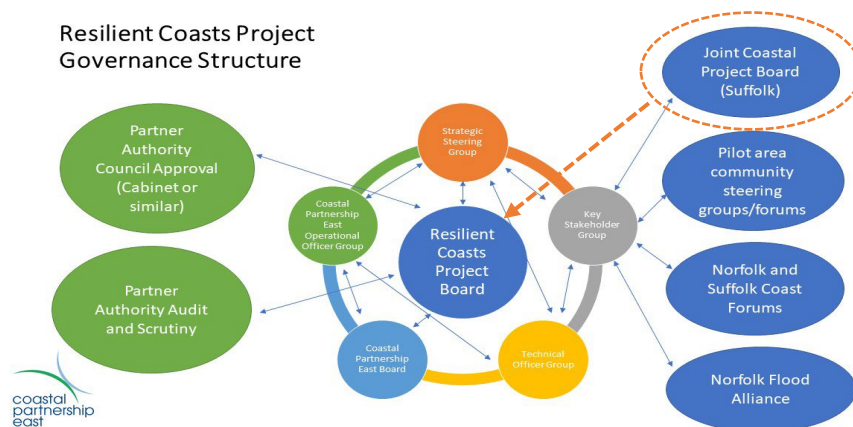 Resilient Coasts Project
Governance Structure
Partner
Authority
Council Approval
(Cabinet or
similar)
Partner
Authority Audit
and Scrutiny
Strategic
Steering
Group
Coastal
Partnership
East
Operational
Officer Group
Resilient
Coasts
Project
Board
Key
Stakeholder
Group
Coastal
Partnership
East Board
Technical
Officer Group
Joint Coastal
Project Board
(Suffolk)
Pilot area
community
steering
groups/forums
Norfolk and
Suffolk Coast
Forums
Norfolk Flood
Alliance
coastal
partnership
east